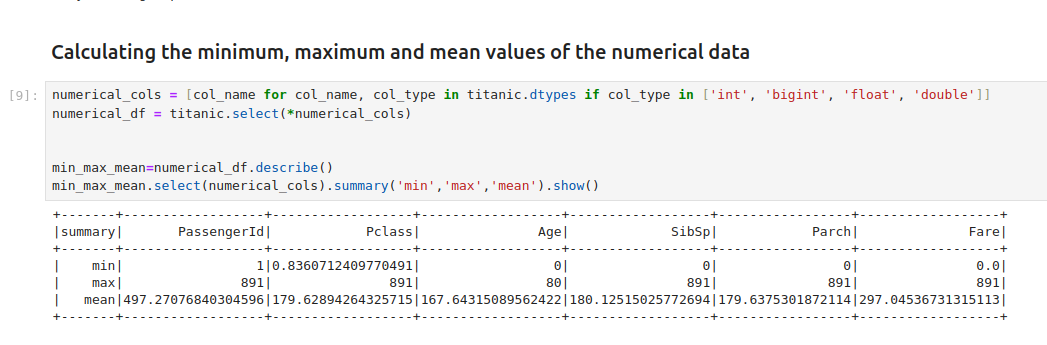 Calculating the minimum, maximum and mean values of the numerical data
[9]: numerical_cols = [col_name for col_name, col_type in titanic.dtypes if col_type in ['int', 'bigint', 'float', 'double']]
numerical_df = titanic.select(*numerical_cols)
min_max_mean=numerical_df.describe()
min_max_mean.select(numerical_cols).summary('min','max','mean').show()
+-------+------------------+------------------+------------------+------------------+-----------------+------------------+
|summary|       PassengerId|            Pclass|               Age|             SibSp|            Parch|              Fare|
+-------+------------------+------------------+------------------+------------------+-----------------+------------------+
|    min|                 1|0.8360712409770491|                 0|                 0|                0|               0.0|
|    max|               891|               891|                80|               891|              891|               891|
|   mean|497.27076840304596|179.62894264325715|167.64315089562422|180.12515025772694|179.6375301872114|297.04536731315113|
+-------+------------------+------------------+------------------+------------------+-----------------+------------------+